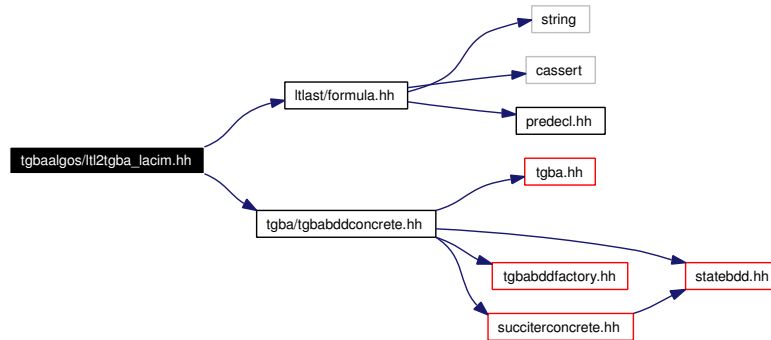 string
cassert
ltlast/formula.hh
predecl.hh
tgbaalgos/ltl2tgba_lacim.hh
tgba.hh
tgba/tgbabddconcrete.hh
tgbabddfactory.hh
statebdd.hh
succiterconcrete.hh